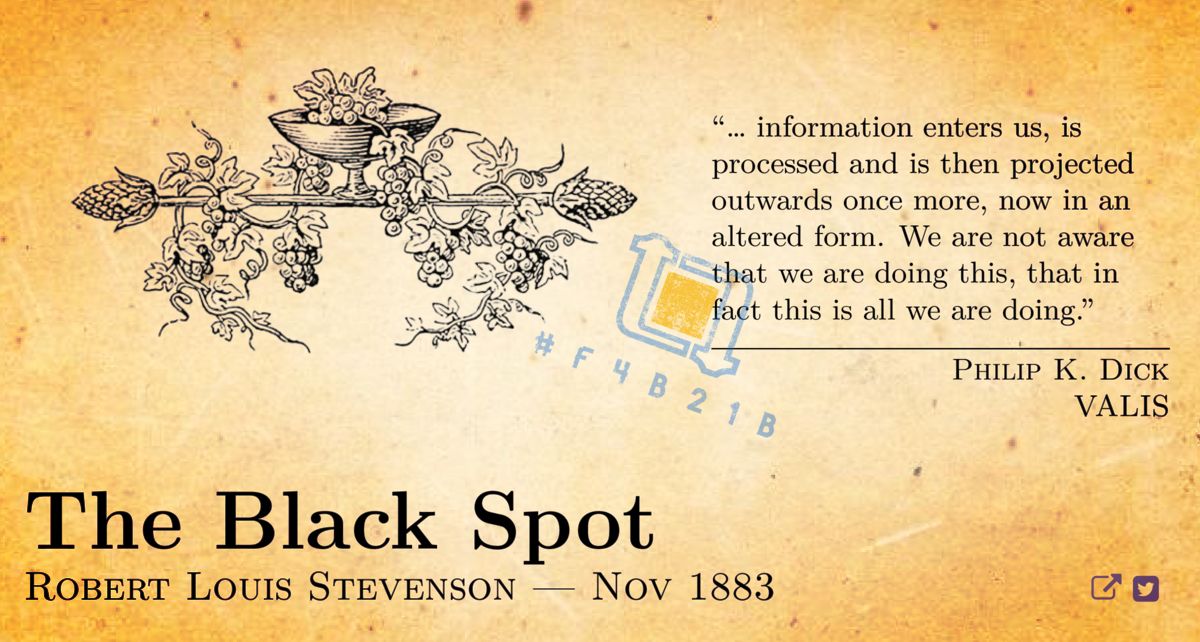 “… information enters us, is
processed and is then projected
outwards once more, now in an
altered form. We are not aware
that we are doing this, that in
fact this is all we are doing.”
Philip K. Dick
VALIS
#F4B21B
The Black Spot
Robert Louis Stevenson — Nov 1883